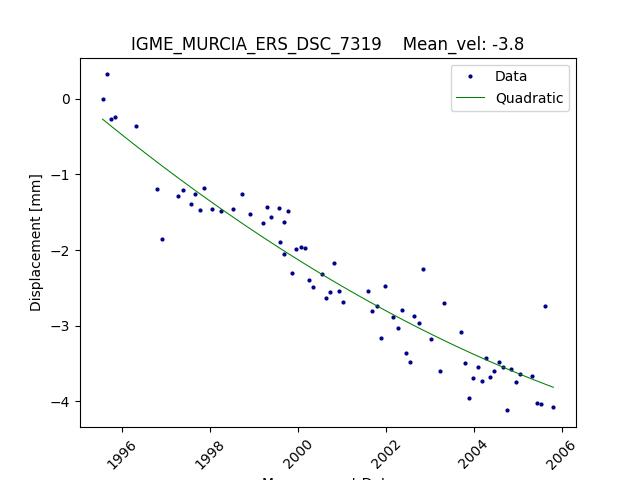 IGME_MURCIA_ERS_DSC_7319 Mean_vel: -3.8
Data
Quadratic
Displacement [mm]
0
−1
−2
−3
−4
1996
1998
2000
2002
2004
2006